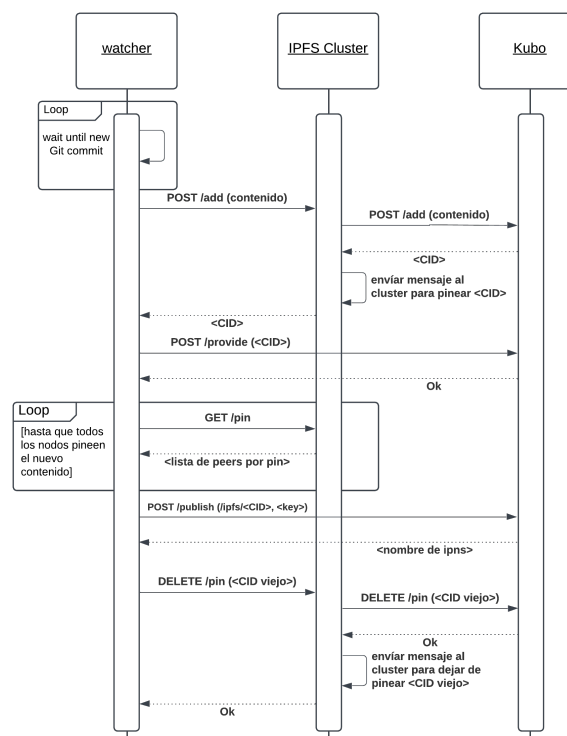 watcher
IPFS Cluster
Kubo
Loop
wait until new
Git commit
POST /add (contenido)
POST /add (contenido)
<CID>
envíar mensaje al
cluster para pinear <CID>
<CID>
POST /provide (<CID>)
Ok
Loop
[hasta que todos
los nodos pineen
el nuevo
contenido]
GET /pin
<lista de peers por pin>
POST /publish (/ipfs/<CID>, <key>)
<nombre de ipns>
DELETE /pin (<CID viejo>)
DELETE /pin (<CID viejo>)
Ok
envíar mensaje al
cluster para dejar de
pinear <CID viejo>
Ok